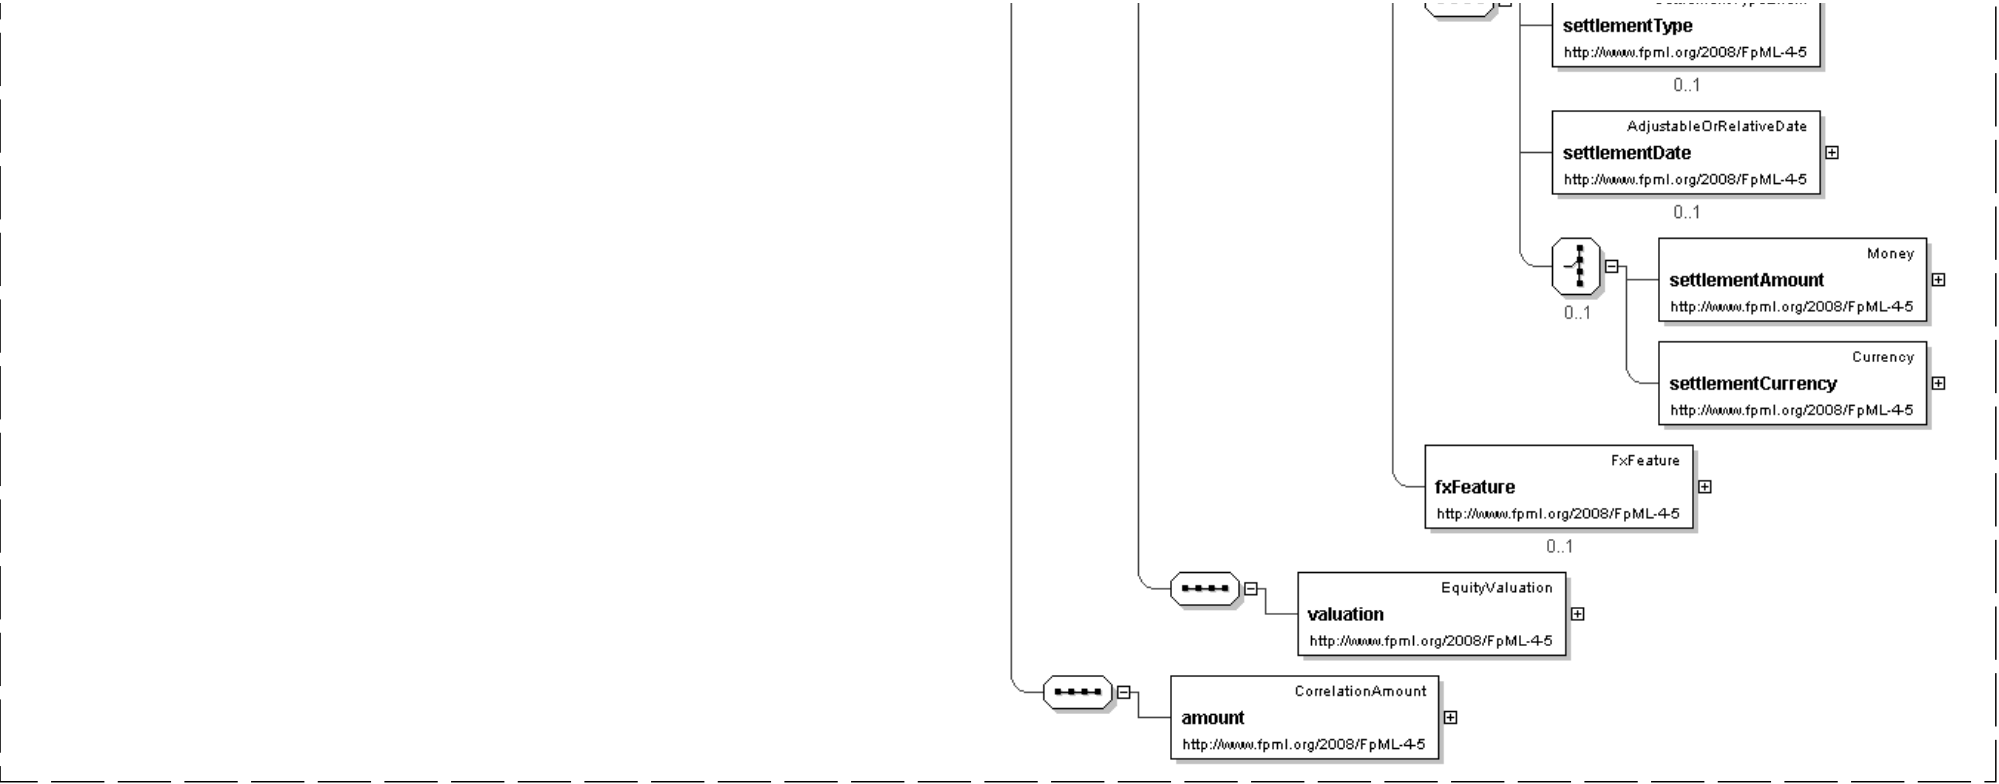 settlementType
http://www.fpml.org/2008/FpML-4-5
0..1
AdjustableOrRelativeDate
settlementDate
http://www.fpml.org/2008/FpML-4-5
0..1
Money
settlementAmount
http://www.fpml.org/2008/FpML-4-5
0..1
Currency
settlementCurrency
http://www.fpml.org/2008/FpML-4-5
FxFeature
fxFeature
http://www.fpml.org/2008/FpML-4-5
0..1
EquityValuation
valuation
http://www.fpml.org/2008/FpML-4-5
CorrelationAmount
amount
http://www.fpml.org/2008/FpML-4-5